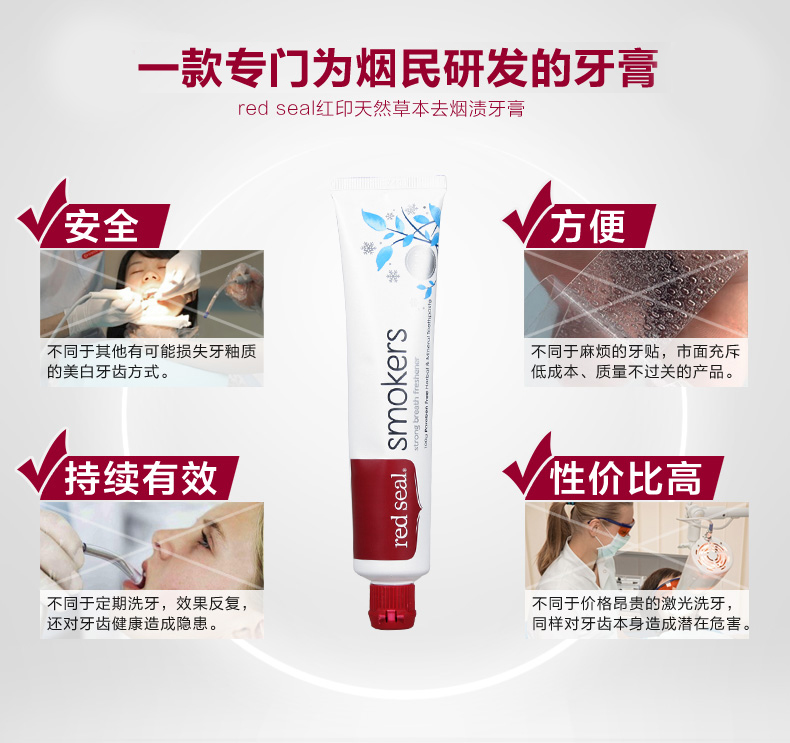 一款专门为烟民研发的牙膏
red seal红印天然草本去烟渍牙膏
安全
不同于其他有可能损失牙釉质
的美白牙齿方式。
方便
不同于麻烦的牙贴，市面充斥
低成本、质量不过关的产品。
smokers
strong breath freshener
100g Paraben free Herbal & Mineral Toothpaste
red seal®
持续有效
不同于定期洗牙，效果反复，
还对牙齿健康造成隐患。
性价比高
不同于价格昂贵的激光洗牙，
同样对牙齿本身造成潜在危害。